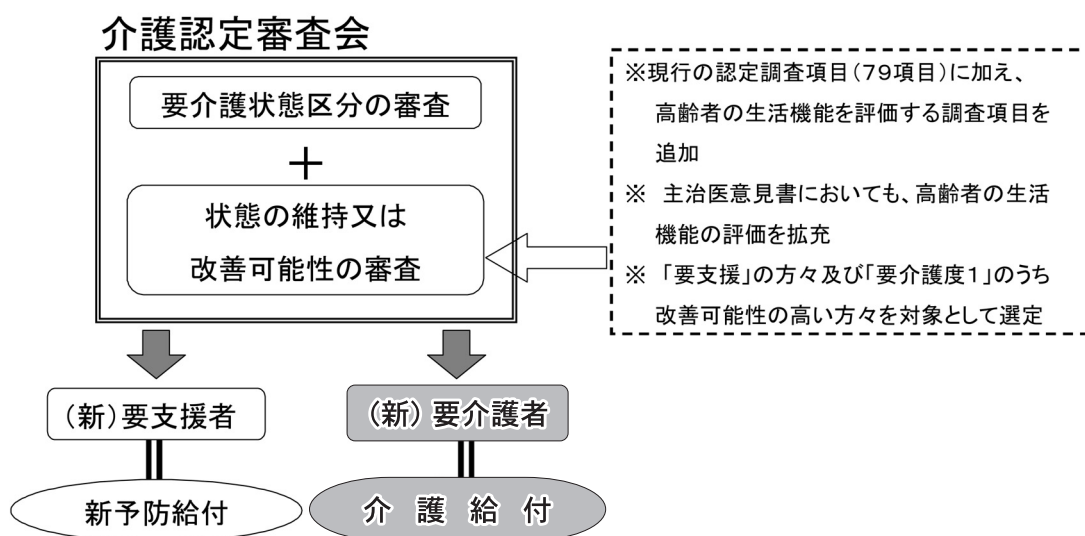 介護認定審査会
要介護状態区分の審査
＋
状態の維持又は
改善可能性の審査
※現行の認定調査項目（79項目）に加え、
高齢者の生活機能を評価する調査項目を
追加
※　主治医意見書においても、高齢者の生活
機能の評価を拡充
※　「要支援」の方々及び「要介護度１」のうち
改善可能性の高い方々を対象として選定
（新）要支援者
（新）要介護者
新予防給付
介　護　給　付